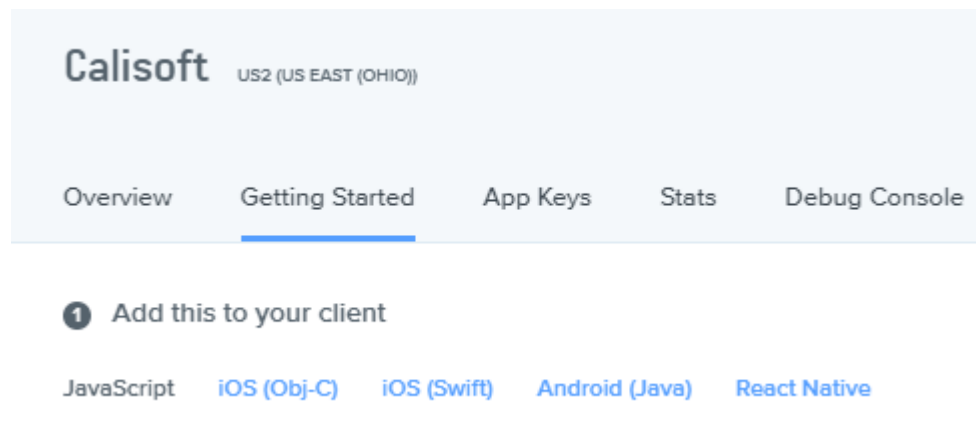 Calisoft US2 (US EAST (OHIO))
Overview Getting Started App Keys Stats Debug Console
1 Add this to your client
JavaScript iOS (Obj-C) iOS (Swift) Android (Java) React Native